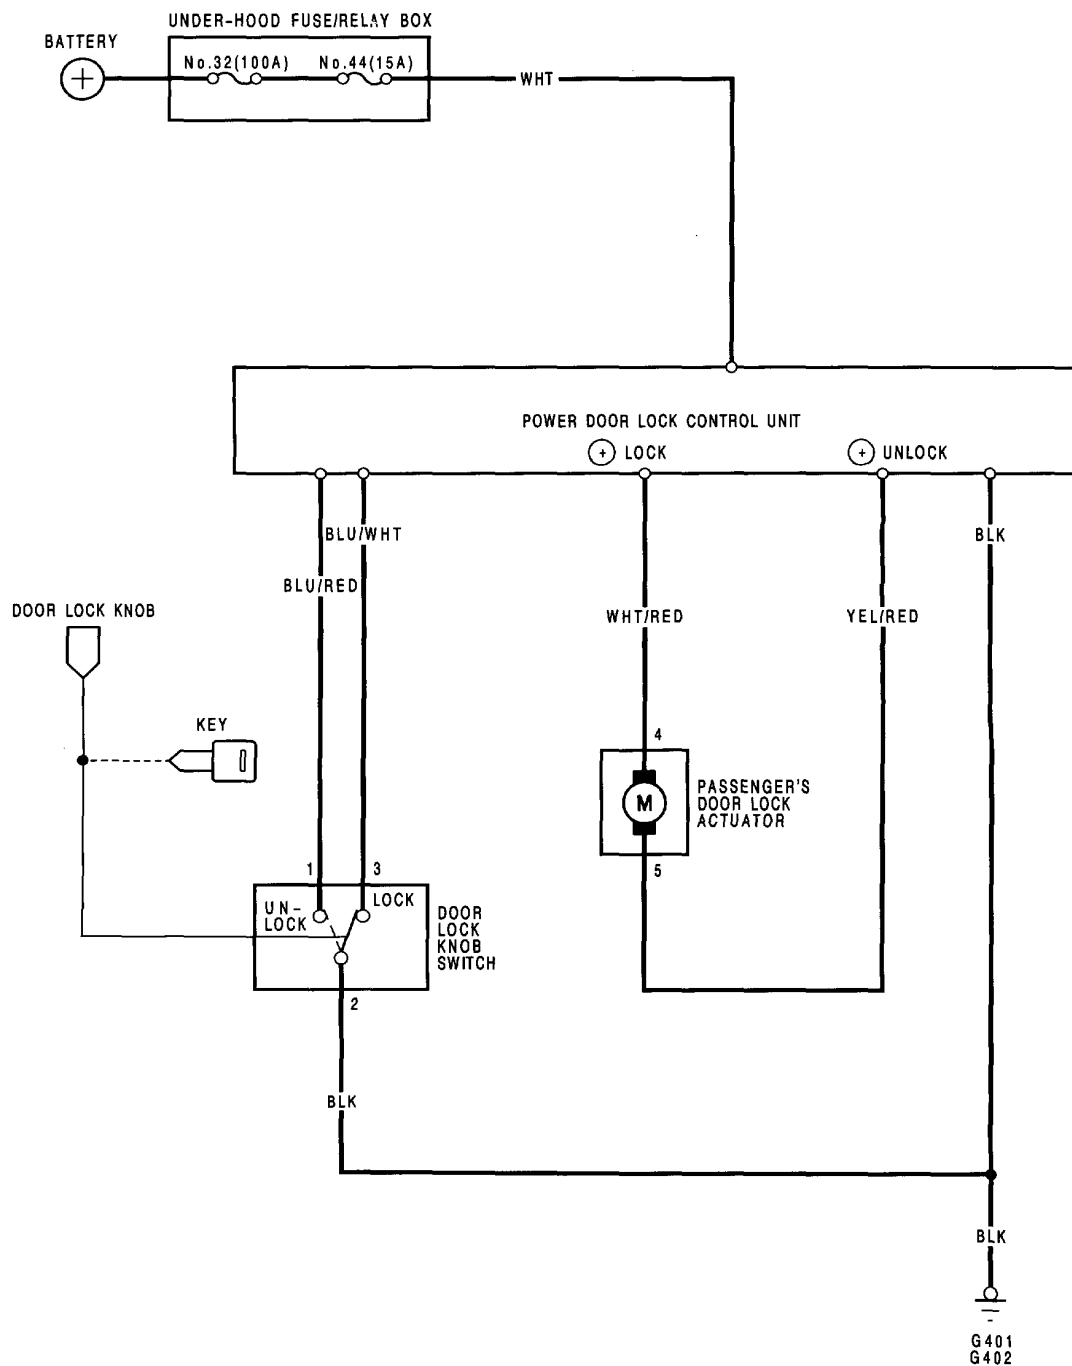 UNDER-HOOD FUSE/RELAY BOX
BATTERY
+
No.32(100A) No.44(15A)
WHT
POWER DOOR LOCK CONTROL UNIT
+ LOCK
+ UNLOCK
BLU/WHT
BLK
BLU/RED
DOOR LOCK KNOB
WHT/RED
YEL/RED
KEY
4
M
PASSENGER'S
DOOR LOCK
ACTUATOR
5
1
3
UN-
LOCK
LOCK
DOOR
LOCK
KNOB
SWITCH
2
BLK
BLK
G401
G402